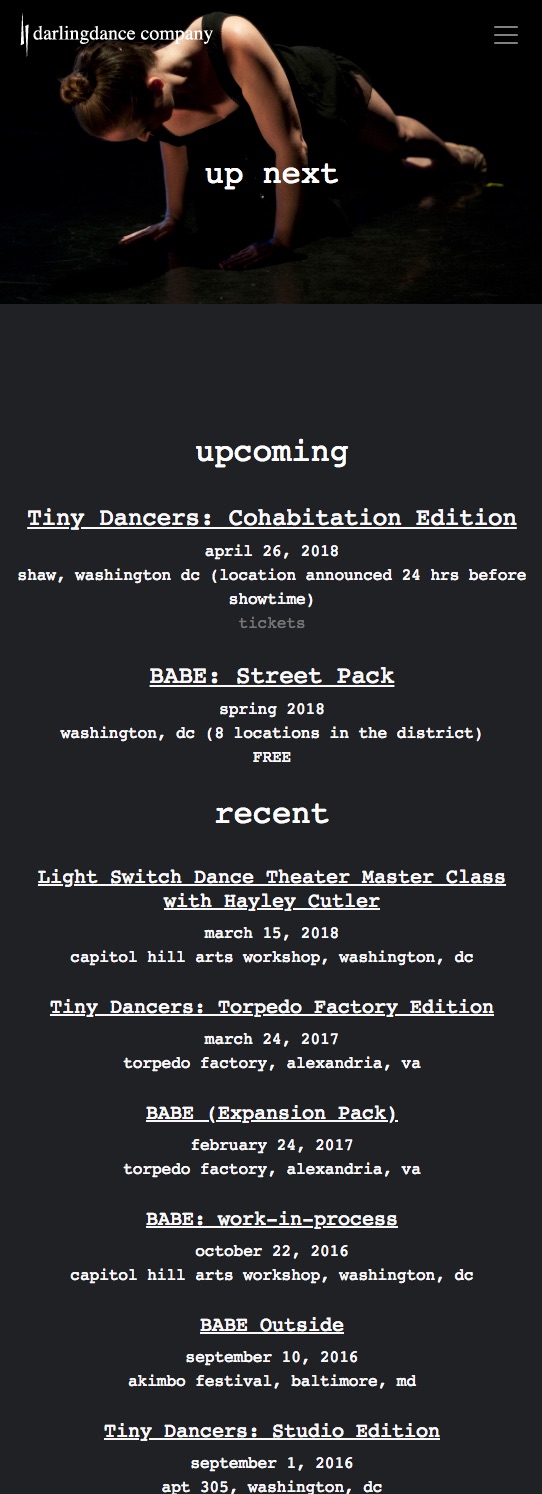 darlingdance company
up next
upcoming
Tiny Dancers: Cohabitation Edition
april 26, 2018
shaw, washington dc (location announced 24 hrs before
showtime)
tickets
BABE: Street Pack
spring 2018
washington, dc (8 locations in the district)
FREE
recent
Light Switch Dance Theater Master Class
with Hayley Cutler
march 15, 2018
capitol hill arts workshop, washington, dc
Tiny Dancers: Torpedo Factory Edition
march 24, 2017
torpedo factory, alexandria, va
BABE (Expansion Pack)
february 24, 2017
torpedo factory, alexandria, va
BABE: work-in-process
october 22, 2016
capitol hill arts workshop, washington, dc
BABE Outside
september 10, 2016
akimbo festival, baltimore, md
Tiny Dancers: Studio Edition
september 1, 2016
apt 305, washington, dc